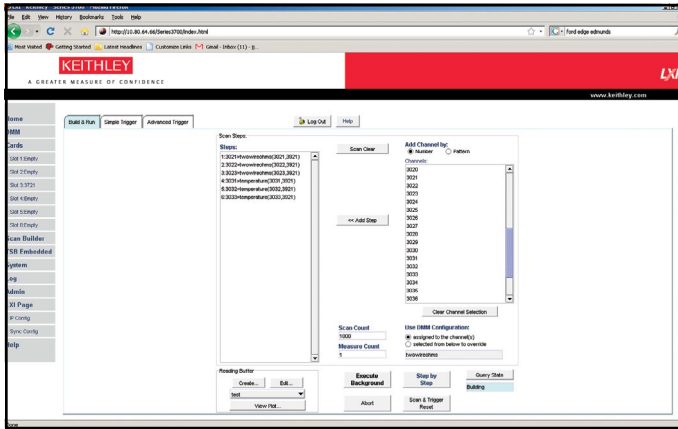 File Edit View History Bookmarks Tools Help
http://10.80.64.66/Series3700/index.html
ford edge edmunds
Most Visited Getting Started Latest Headlines Customize Links Gmail - Inbox (11) - g...
KEITHLEY
A GREATER MEASURE OF CONFIDENCE
LXI
www.keithley.com
Home
DMM
Cards
Slot 1:Empty
Slot 2:Empty
Slot 3:3721
Slot 4:Empty
Slot 5:Empty
Slot 6:Empty
Scan Builder
TSB Embedded
System
Log
Admin
LXI Page
IP Config
Sync Config
Help
Build & Run Simple Trigger Advanced Trigger Log Out Help
Scan Steps:
Steps:
1:3021>twowireohms(3021,3921)
2:3022>twowireohms(3022,3921)
3:3023>twowireohms(3023,3921)
4:3031>temperature(3031,3921)
5:3032>temperature(3032,3921)
6:3033>temperature(3033,3921)
Scan Clear
<< Add Step
Add Channel by:
Number Pattern
Channels:
3020
3021
3022
3023
3024
3025
3026
3027
3028
3029
3030
3031
3032
3033
3034
3035
3036
Clear Channel Selection
Scan Count
1000
Measure Count
1
Use DMM Configuration:
assigned to the channel(s)
selected from below to override
twowireohms
Reading Buffer
Create... Edit...
test
View Plot...
Execute Background
Step by Step
Query State
Building
Abort
Scan & Trigger Reset
Done